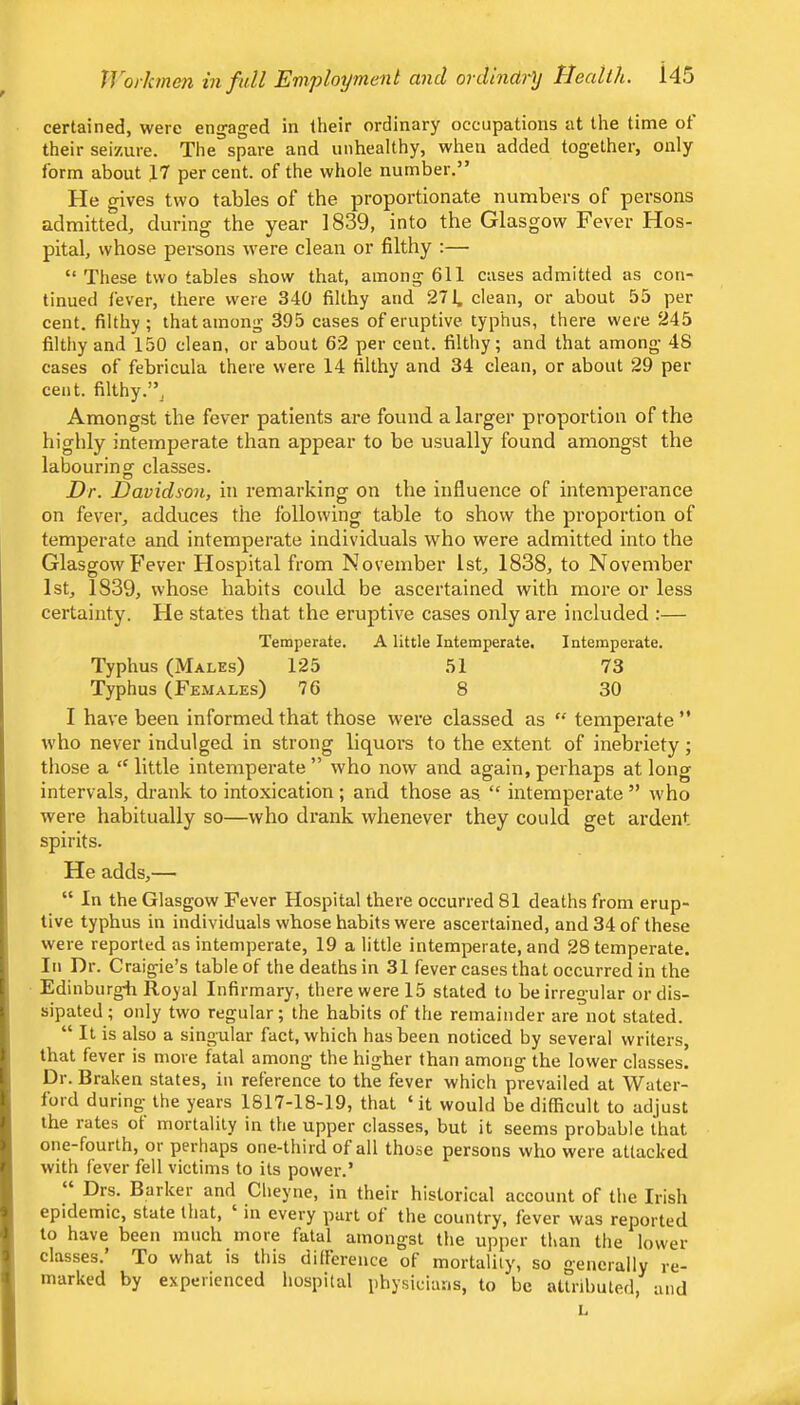 Workmen in full Employment and ordinary Health. 145
certained, were engaged in their ordinary occupations at the time of
their seizure. The spare and unhealthy, when added together, only
form about 17 per cent. of the whole number.”
He gives two tables of the proportionate numbers of persons
admitted, during the year 1839, into the Glasgow Fever Hos-
pital, whose persons were clean or filthy :—
“ These two tables show that, among 611 cases admitted as con-
tinued fever, there were 340 filthy and 271, clean, or about 55 per
cent. filthy; that among 395 cases of eruptive typhus, there were 245
filthy and 150 clean, or about 62 per cent. filthy; and that among 48
cases of febricula there were 14 filthy and 34 clean, or about 29 per
cent. filthy.”
Amongst the fever patients are found a larger proportion of the
highly intemperate than appear to be usually found amongst the
labouring classes.
Dr. Davidson, in remarking on the influence of intemperance
on fever, adduces the following table to show the proportion of
temperate and intemperate individuals who were admitted into the
Glasgow Fever Hospital from November 1st, 1838, to November
1st, 1839, whose habits could be ascertained with more or less
certainty. He states that the eruptive cases only are included :—
Temperate. A little Intemperate. Intemperate.
Typhus (Males) 125 51 73
Typhus (Females) 76 8 30
I have been informed that those were classed as “ temperate ”
who never indulged in strong liquors to the extent of inebriety ;
those a “ little intemperate ” who now and again, perhaps at long
intervals, drank to intoxication ; and those as “ intemperate ” who
were habitually so—who drank whenever they could get ardent
spirits.
He adds,—
“ In the Glasgow Fever Hospital there occurred 81 deaths from erup-
tive typhus in individuals whose habits were ascertained, and 34 of these
were reported as intemperate, 19 a little intemperate, and 28 temperate.
In Dr. Craigie’s table of the deaths in 31 fever cases that occurred in the
Edinburgh Royal Infirmary, there were 15 stated to be irregular or dis-
sipated ; only two regular ; the habits of the remainder are not stated.
“ It is also a singular fact, which has been noticed by several writers,
that fever is more fatal among the higher than among the lower classes.
Dr. Braken states, in reference to the fever which prevailed at Water-
ford during the years 1817-18-19, that ‘ it would be difficult to adjust
the rates of mortality in the upper classes, but it seems probable that
one-fourth, or perhaps one-third of all those persons who were attacked
with fever fell victims to its power.’
“ Drs. Barker and Cheyne, in their historical account of the Irish
epidemic, state that, ‘ in every part of the country, fever was reported
to have been much more fatal amongst the upper than the lower
classes.’ To what is this difference of mortality, so generally re-
marked by experienced hospital physicians, to be attributed, and
L